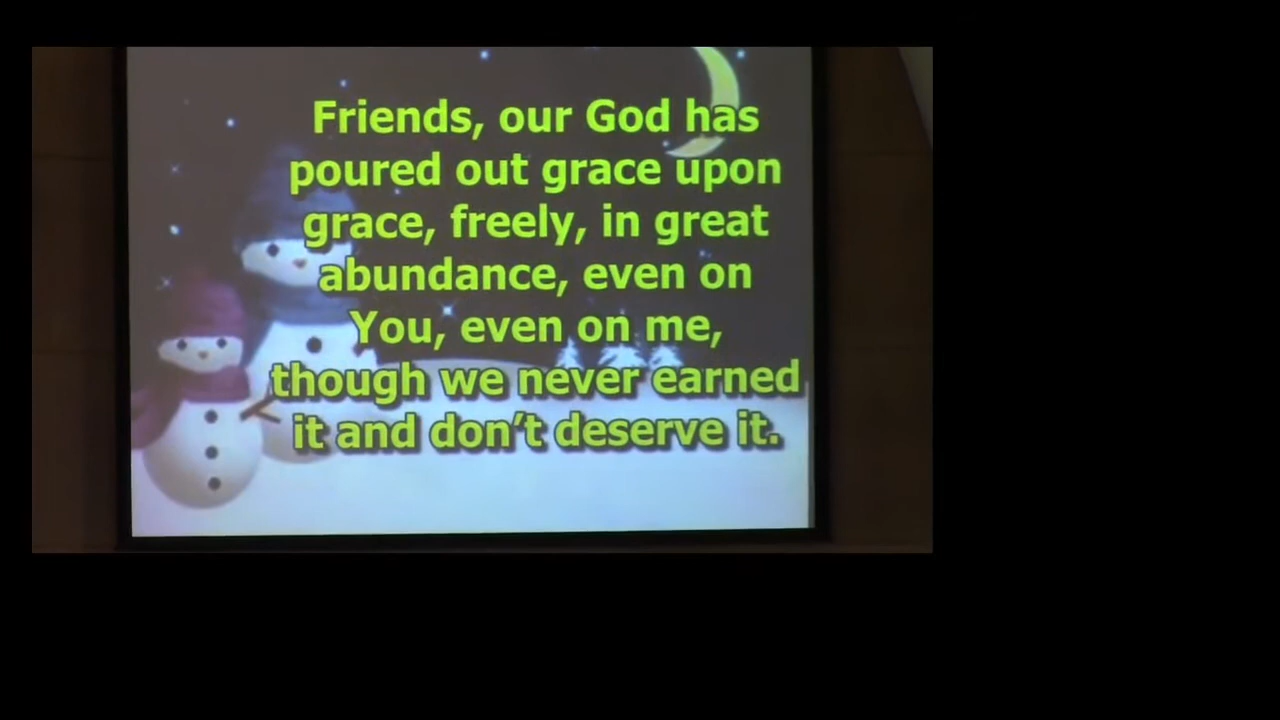 Friends, our God has
poured out grace upon
grace, freely, in great
abundance, even on
You, even on me,
though we never earned
it and don't deserve it.